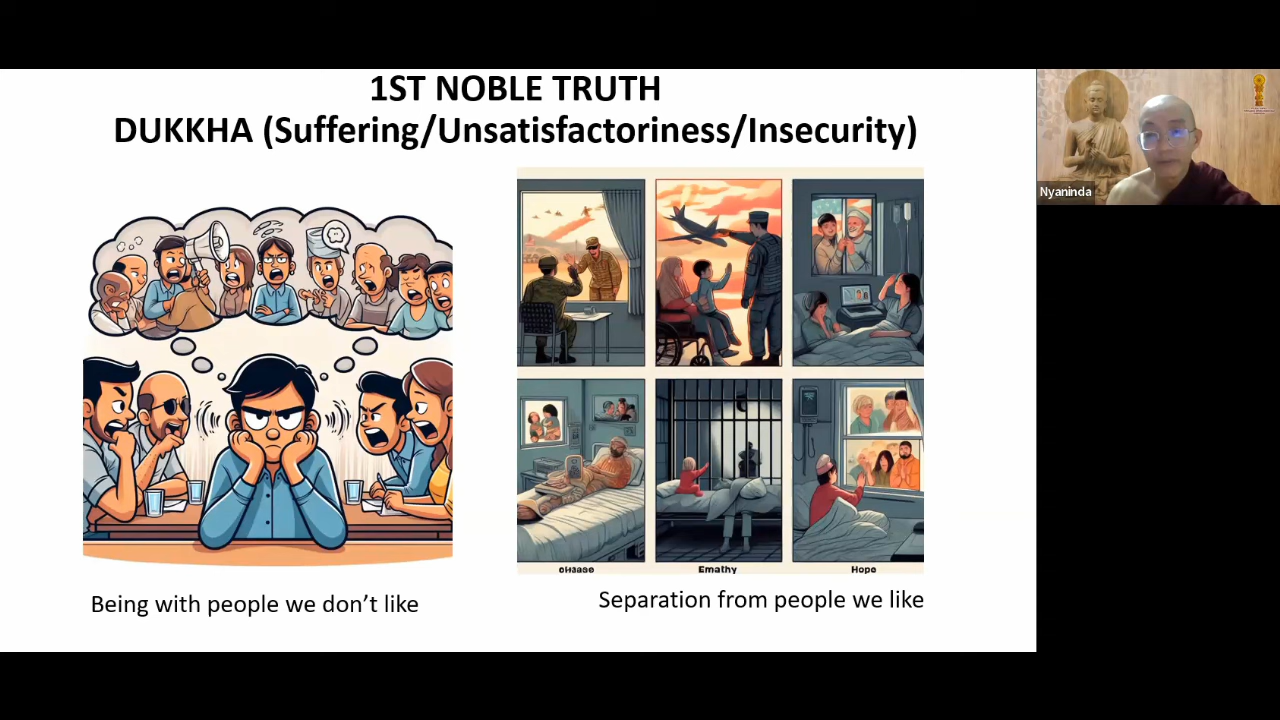 1ST NOBLE TRUTH
DUKKHA (Suffering/Unsatisfactoriness/Insecurity)
Nyaninda
Emathy
Hope
Being with people we don’t like
Separation from people we like